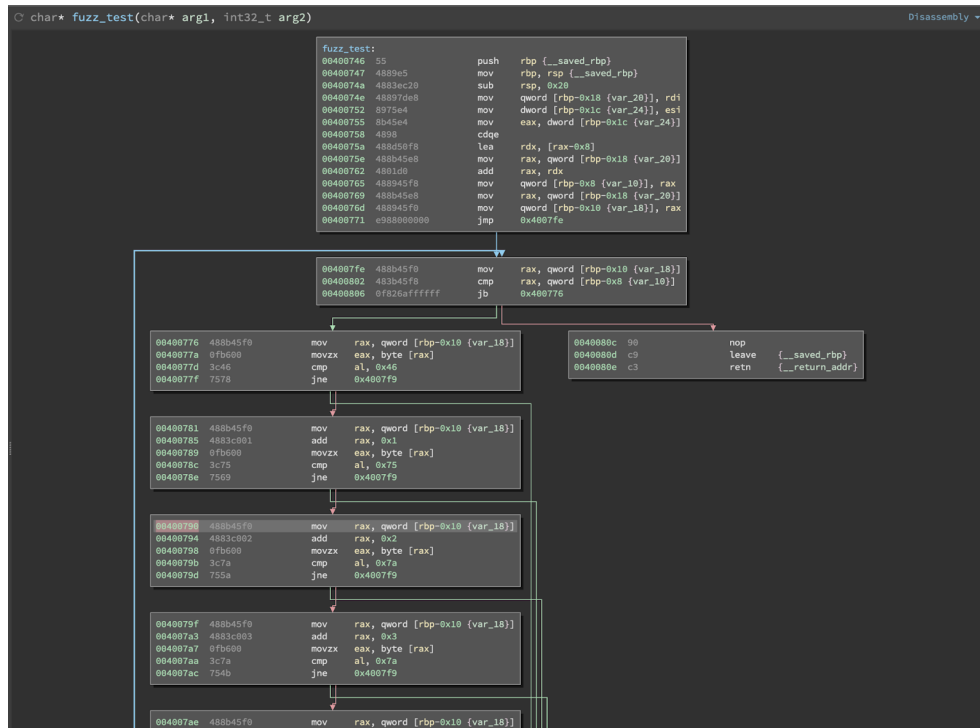 char* fuzz_test(char* arg1, int32_t arg2)
Disassembly
fuzz_test:
00400746 55 push rbp {__saved_rbp}
00400747 4889e5 mov rbp, rsp {__saved_rbp}
0040074a 4883ec20 sub rsp, 0x20
0040074e 48897de8 mov qword [rbp-0x18 {var_20}], rdi
00400752 8975e4 mov dword [rbp-0x1c {var_24}], esi
00400755 8b45e4 mov eax, dword [rbp-0x1c {var_24}]
00400758 4898 cdqe
0040075a 488d50f8 lea rdx, [rax-0x8]
0040075e 488b45e8 mov rax, qword [rbp-0x18 {var_20}]
00400762 4801d0 add rax, rdx
00400765 488945f8 mov qword [rbp-0x8 {var_10}], rax
00400769 488b45e8 mov rax, qword [rbp-0x18 {var_20}]
0040076d 488945f0 mov qword [rbp-0x10 {var_18}], rax
00400771 e988000000 jmp 0x4007fe
004007fe 488b45f0 mov rax, qword [rbp-0x10 {var_18}]
00400802 483b45f8 cmp rax, qword [rbp-0x8 {var_10}]
00400806 0f826affffff jb 0x400776
00400776 488b45f0 mov rax, qword [rbp-0x10 {var_18}]
0040077a 0fb600 movzx eax, byte [rax]
0040077d 3c46 cmp al, 0x46
0040077f 7578 jne 0x4007f9
0040080c 90 nop
0040080d c9 leave {__saved_rbp}
0040080e c3 retn {__return_addr}
00400781 488b45f0 mov rax, qword [rbp-0x10 {var_18}]
00400785 4883c001 add rax, 0x1
00400789 0fb600 movzx eax, byte [rax]
0040078c 3c75 cmp al, 0x75
0040078e 7569 jne 0x4007f9
00400790 488b45f0 mov rax, qword [rbp-0x10 {var_18}]
00400794 4883c002 add rax, 0x2
00400798 0fb600 movzx eax, byte [rax]
0040079b 3c7a cmp al, 0x7a
0040079d 755a jne 0x4007f9
0040079f 488b45f0 mov rax, qword [rbp-0x10 {var_18}]
004007a3 4883c003 add rax, 0x3
004007a7 0fb600 movzx eax, byte [rax]
004007aa 3c7a cmp al, 0x7a
004007ac 754b jne 0x4007f9
004007ae 488b45f0 mov rax, qword [rbp-0x10 {var_18}]